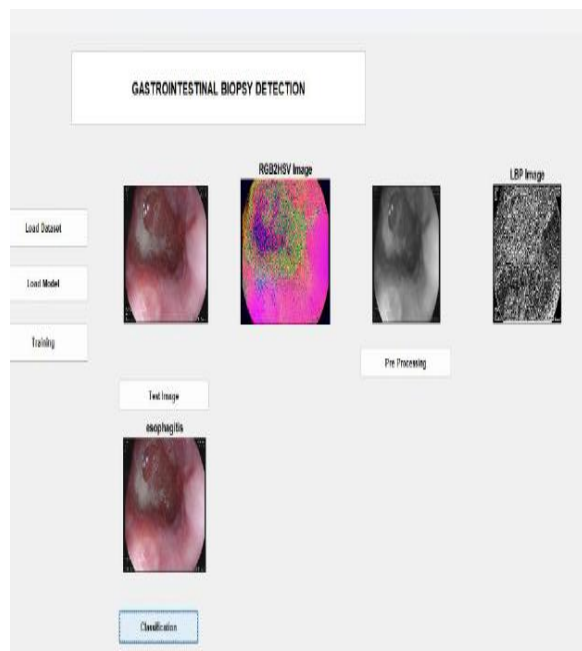 GASTROINTESTINAL BIOPSY DETECTION
RGB2HSV Image
LBP Image
Load Dataset
Load Model
Training
Pre Processing
Test Image
esophagitis
Classification